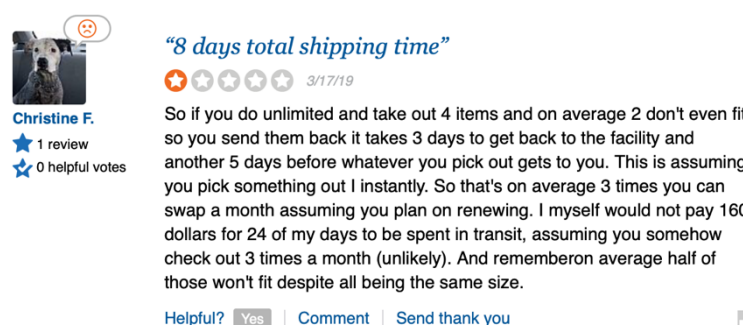 “8 days total shipping time”
3/17/19
Christine F.
1 review
0 helpful votes
So if you do unlimited and take out 4 items and on average 2 don't even fit
so you send them back it takes 3 days to get back to the facility and
another 5 days before whatever you pick out gets to you. This is assuming
you pick something out I instantly. So that's on average 3 times you can
swap a month assuming you plan on renewing. I myself would not pay 160
dollars for 24 of my days to be spent in transit, assuming you somehow
check out 3 times a month (unlikely). And rememberon average half of
those won't fit despite all being the same size.
Helpful? Yes Comment Send thank you